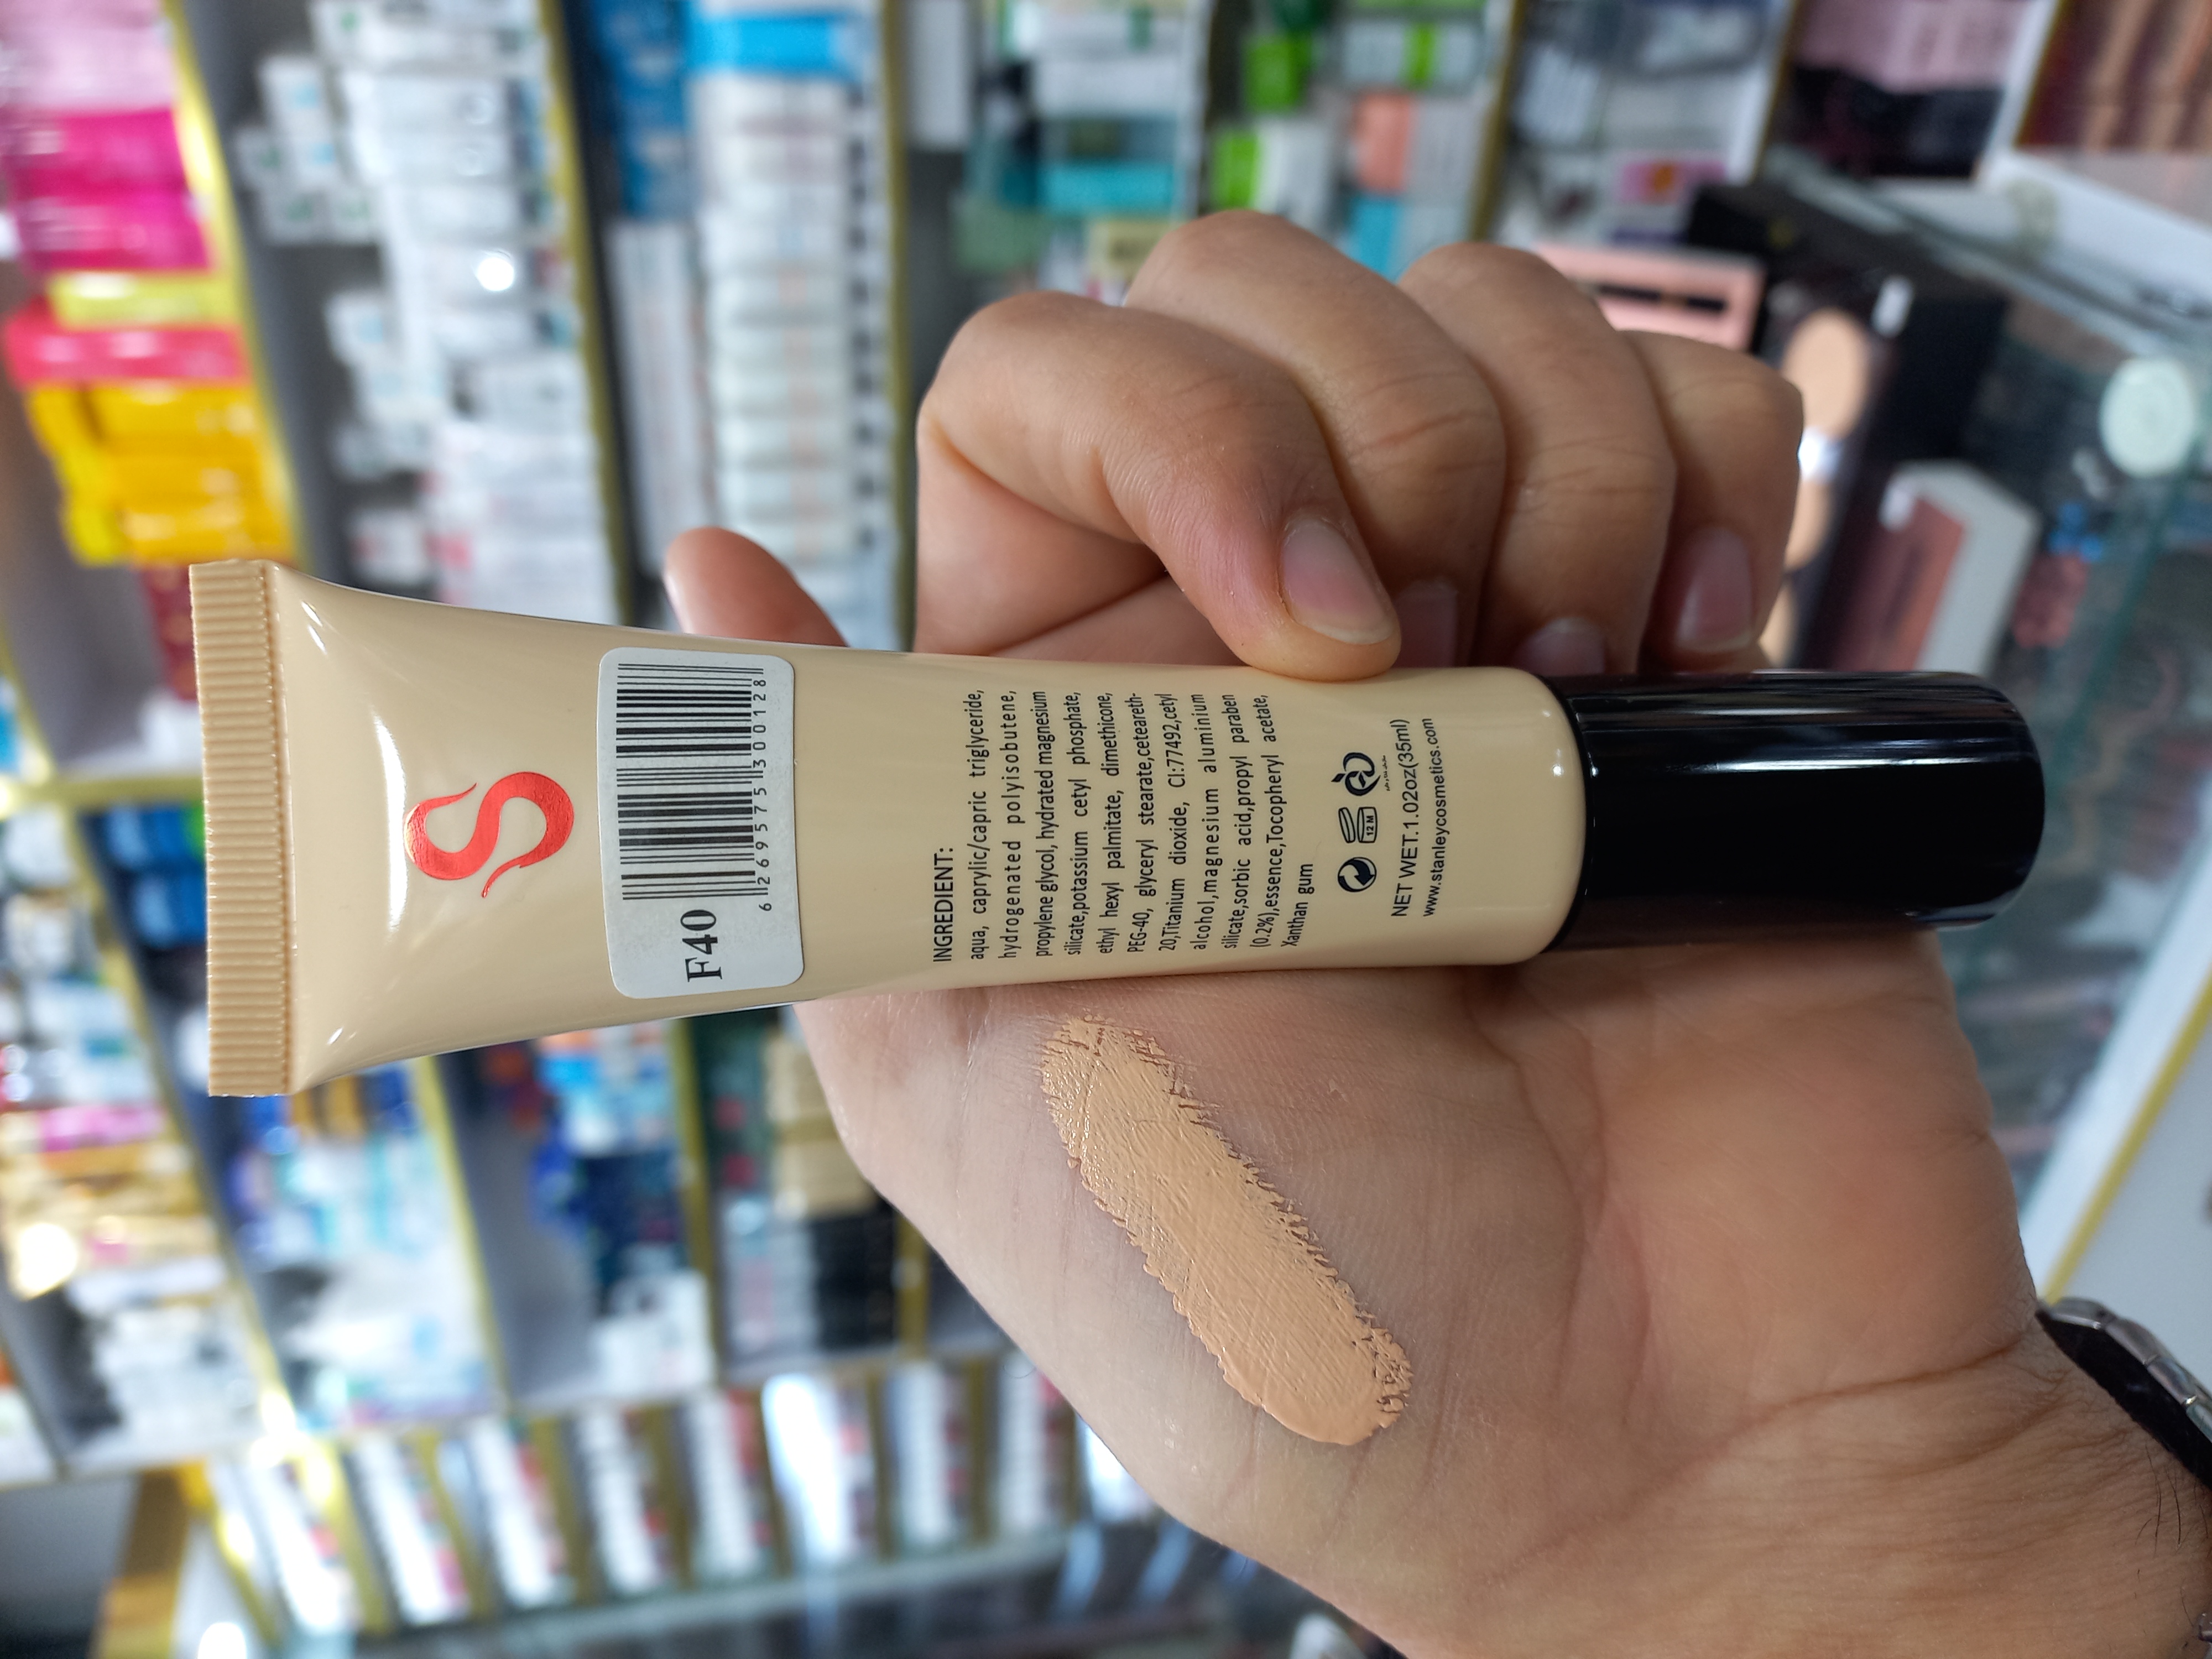 F40
6 269575 300128
INGREDIENT:
aqua, caprylic/capric triglyceride,
hydrogenated polyisobutene,
propylene glycol, hydrated magnesium
silicate,potassium cetyl phosphate,
ethyl hexyl palmitate, dimethicone,
PEG-40, glyceryl stearate,ceteareth-
20,Titanium dioxide, CI:77492,cetyl
alcohol,magnesium aluminium
silicate,sorbic acid,propyl paraben
(0.2%),essence,Tocopheryl acetate,
Xanthan gum
12 M
NET WET.1.02oz(35ml)
www.stanleycosmetics.com